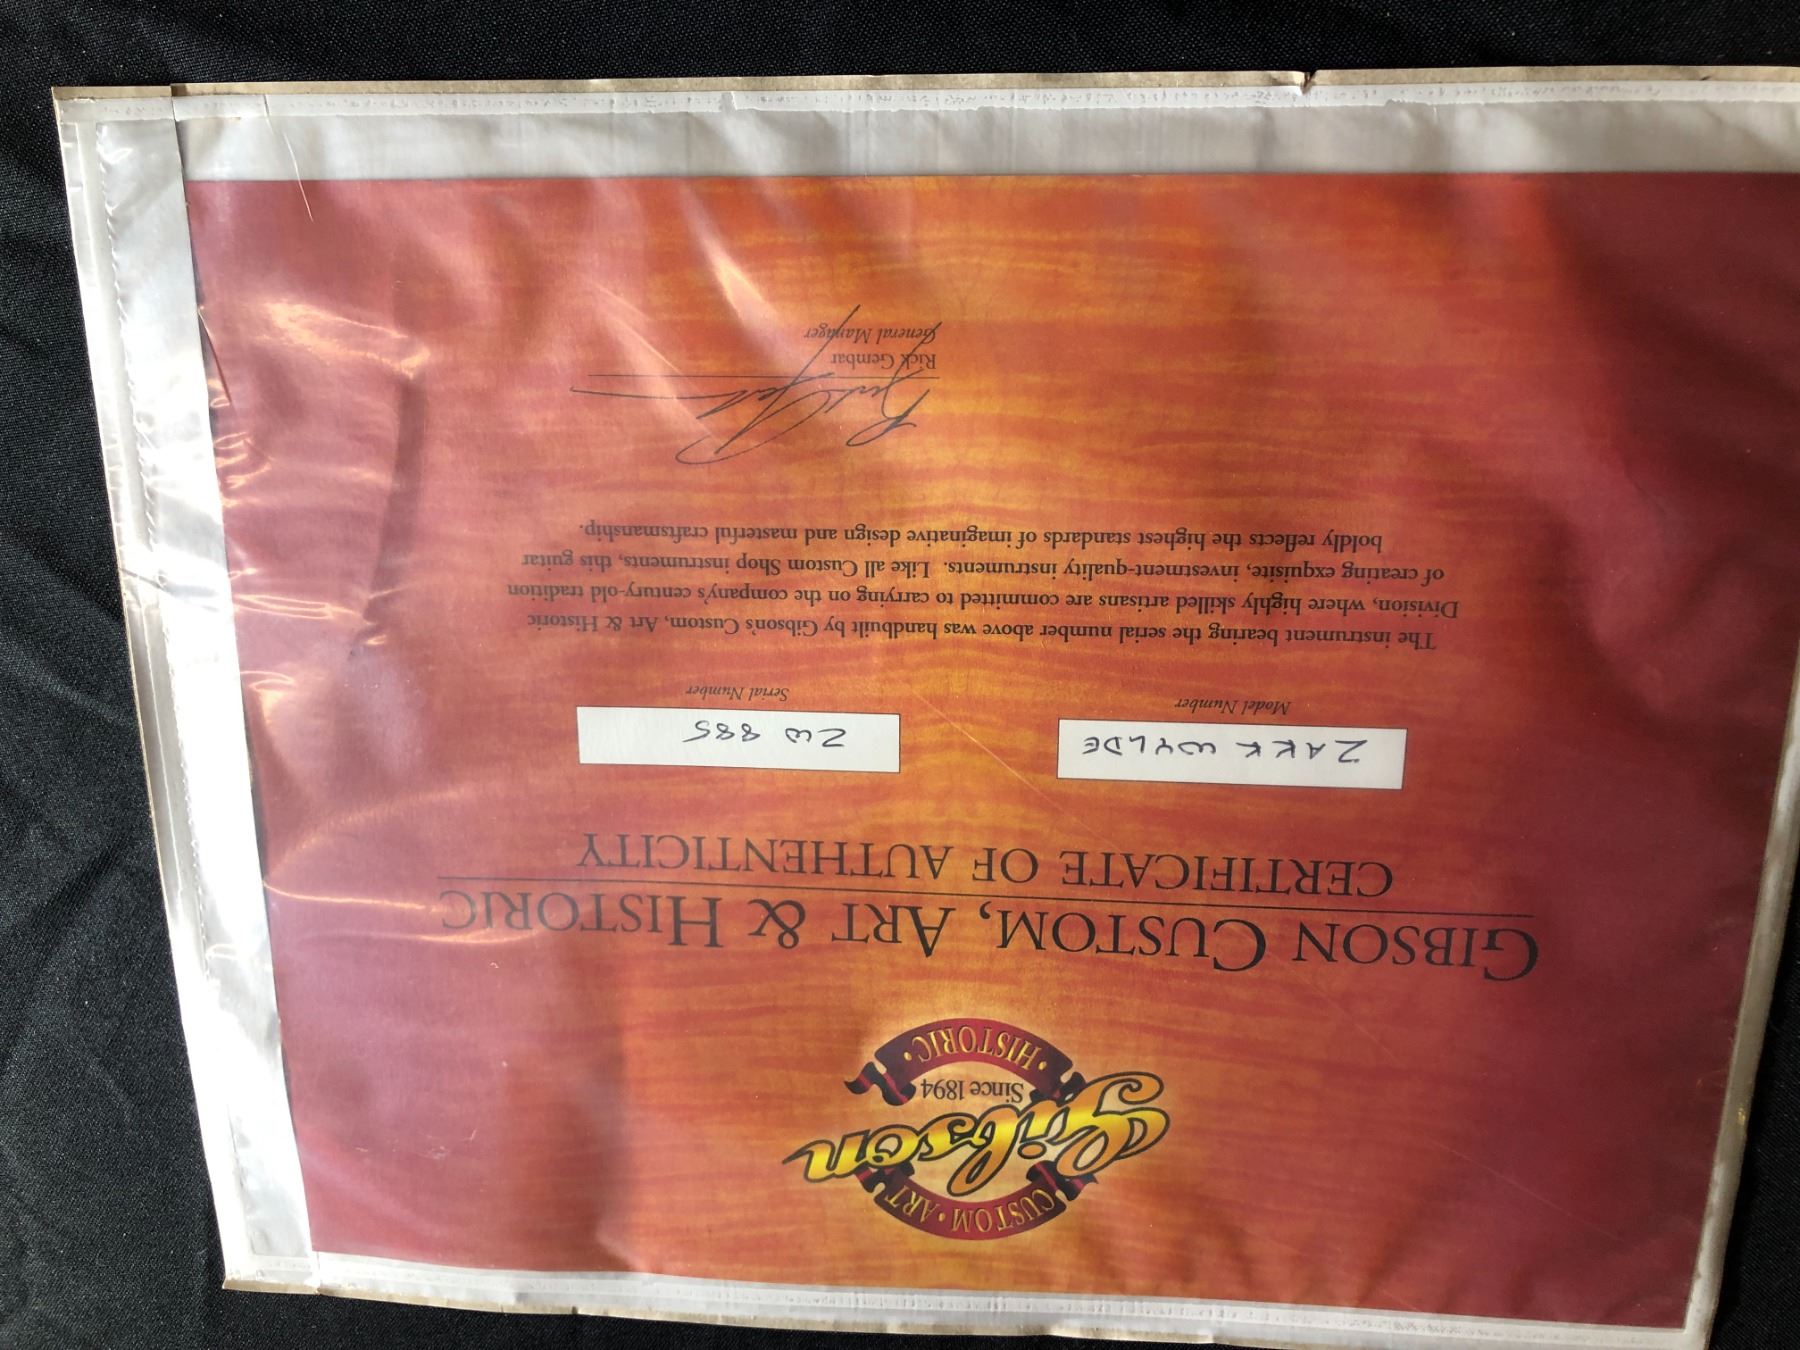 CUSTOM • ART
Gibson
Since 1894
• HISTORIC •
GIBSON CUSTOM, ART & HISTORIC
CERTIFICATE OF AUTHENTICITY
ZAKK WYLDE
ZW 885
Model Number
Serial Number
The instrument bearing the serial number above was handbuilt by Gibson's Custom, Art & Historic
Division, where highly skilled artisans are committed to carrying on the company's century-old tradition
of creating exquisite, investment-quality instruments. Like all Custom Shop instruments, this guitar
boldly reflects the highest standards of imaginative design and masterful craftsmanship.
Rick Gembar
General Manager